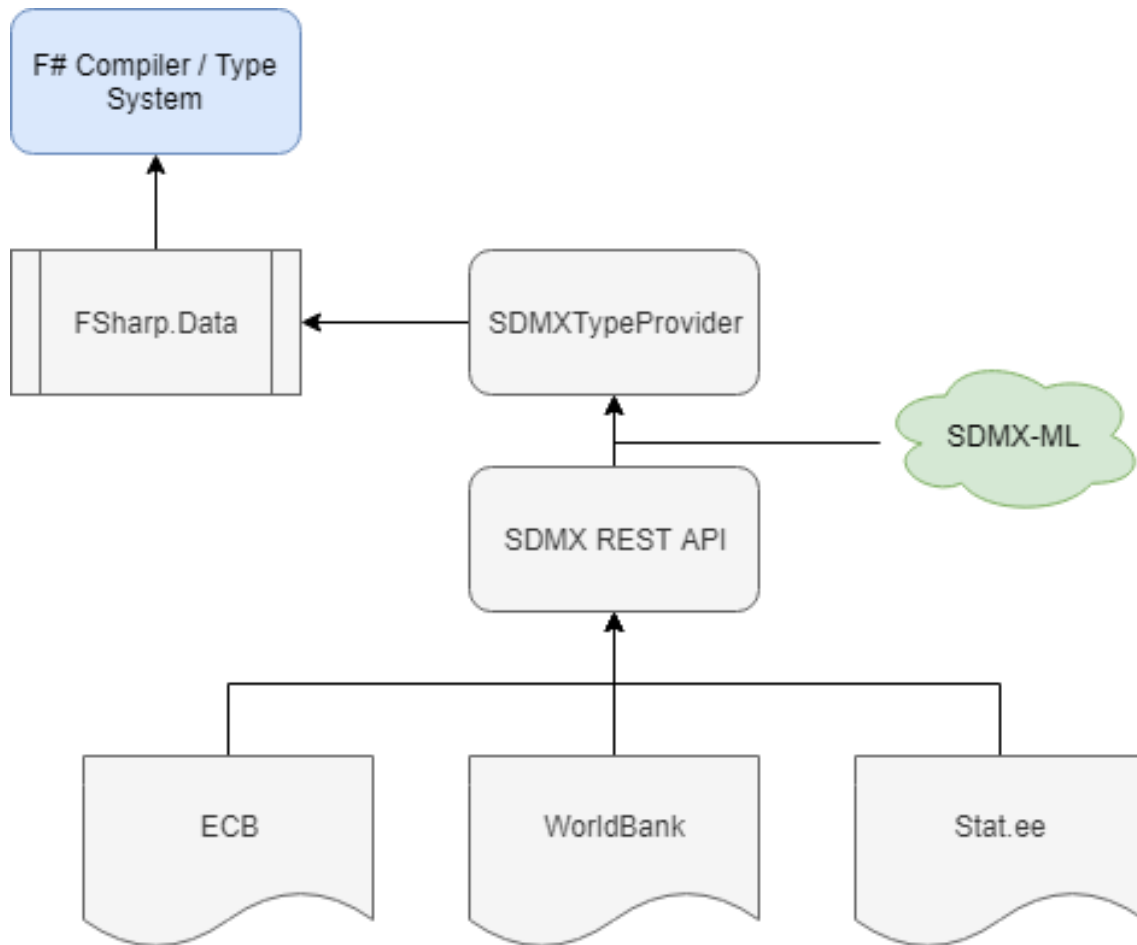 F# Compiler / Type
System
FSharp.Data
SDMXTypeProvider
SDMX-ML
SDMX REST API
ECB
WorldBank
Stat.ee